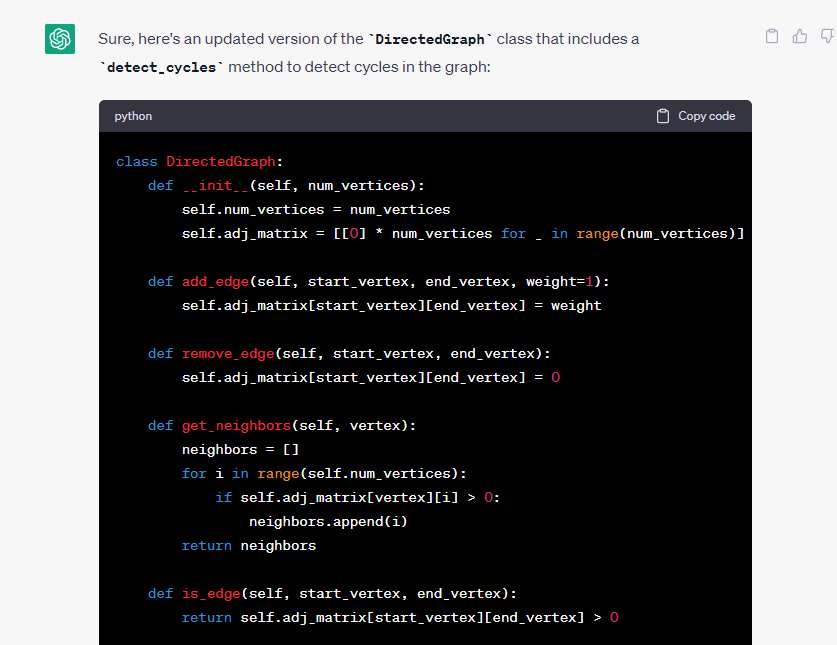 Sure, here's an updated version of the `DirectedGraph` class that includes a
`detect_cycles` method to detect cycles in the graph:
python
Copy code
class DirectedGraph:
    def __init__(self, num_vertices):
        self.num_vertices = num_vertices
        self.adj_matrix = [[0] * num_vertices for _ in range(num_vertices)]
    def add_edge(self, start_vertex, end_vertex, weight=1):
        self.adj_matrix[start_vertex][end_vertex] = weight
    def remove_edge(self, start_vertex, end_vertex):
        self.adj_matrix[start_vertex][end_vertex] = 0
    def get_neighbors(self, vertex):
        neighbors = []
        for i in range(self.num_vertices):
            if self.adj_matrix[vertex][i] > 0:
                neighbors.append(i)
        return neighbors
    def is_edge(self, start_vertex, end_vertex):
        return self.adj_matrix[start_vertex][end_vertex] > 0